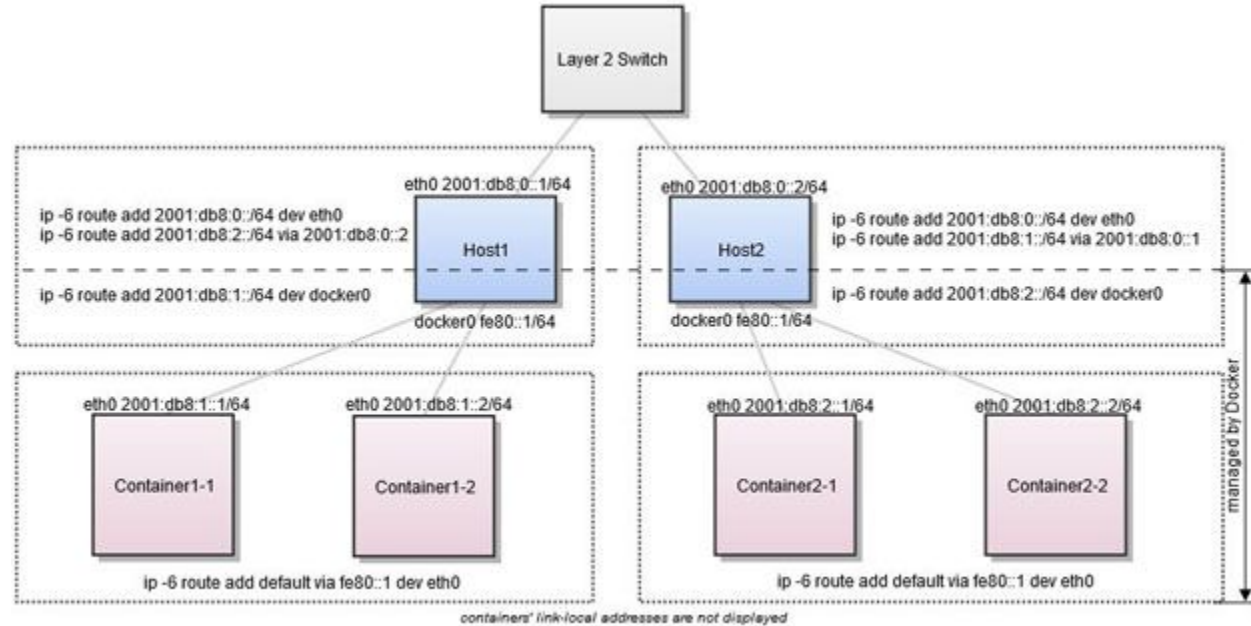 Layer 2 Switch
eth0 2001:db8:0::1/64
eth0 2001:db8:0::2/64
ip -6 route add 2001:db8:0::/64 dev eth0
ip -6 route add 2001:db8:2::/64 via 2001:db8:0::2
Host1
Host2
ip -6 route add 2001:db8:0::/64 dev eth0
ip -6 route add 2001:db8:1::/64 via 2001:db8:0::1
ip -6 route add 2001:db8:1::/64 dev docker0
ip -6 route add 2001:db8:2::/64 dev docker0
docker0 fe80::1/64
docker0 fe80::1/64
managed by Docker
eth0 2001:db8:1::1/64
eth0 2001:db8:1::2/64
eth0 2001:db8:2::1/64
eth0 2001:db8:2::2/64
Container1-1
Container1-2
Container2-1
Container2-2
ip -6 route add default via fe80::1 dev eth0
ip -6 route add default via fe80::1 dev eth0
containers' link-local addresses are not displayed